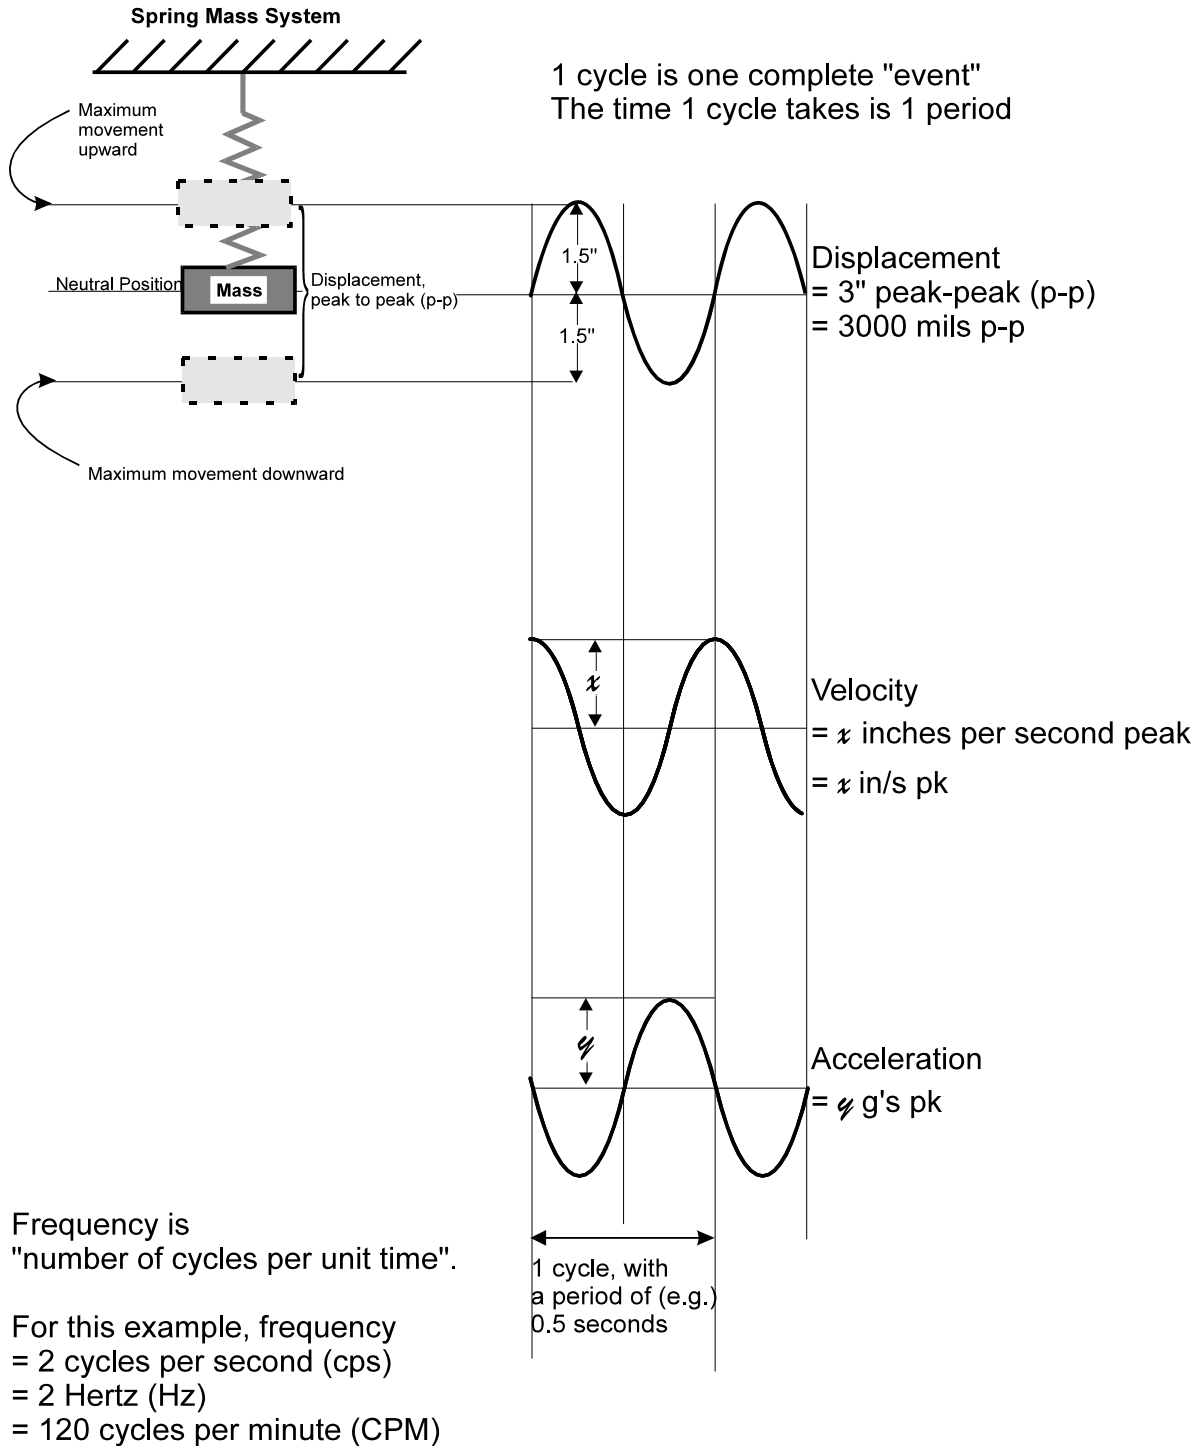 Spring Mass System
1 cycle is one complete "event"
The time 1 cycle takes is 1 period
Maximum
movement
upward
Neutral Position
Mass
Displacement,
peak to peak (p-p)
Maximum movement downward
1.5"
1.5"
Displacement
= 3" peak-peak (p-p)
= 3000 mils p-p
x
Velocity
= x inches per second peak
= x in/s pk
y
Acceleration
= y g's pk
1 cycle, with
a period of (e.g.)
0.5 seconds
Frequency is
"number of cycles per unit time".
For this example, frequency
= 2 cycles per second (cps)
= 2 Hertz (Hz)
= 120 cycles per minute (CPM)